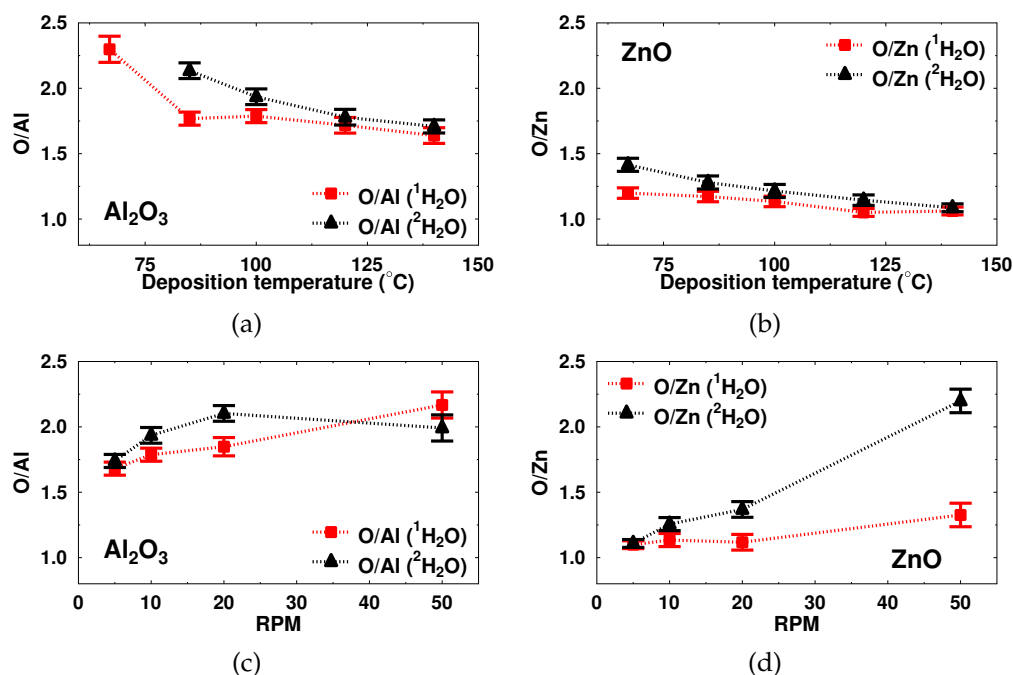 2.5
2.0
1.5
1.0
O/Al
Al₂O₃
O/Al (¹H₂O)
O/Al (²H₂O)
75 100 125 150
Deposition temperature (°C)
(a)
2.5
2.0
1.5
1.0
O/Zn
ZnO
O/Zn (¹H₂O)
O/Zn (²H₂O)
75 100 125 150
Deposition temperature (°C)
(b)
2.5
2.0
1.5
1.0
O/Al
Al₂O₃
O/Al (¹H₂O)
O/Al (²H₂O)
0 10 20 30 40 50
RPM
(c)
2.5
2.0
1.5
1.0
O/Zn
O/Zn (¹H₂O)
O/Zn (²H₂O)
ZnO
0 10 20 30 40 50
RPM
(d)